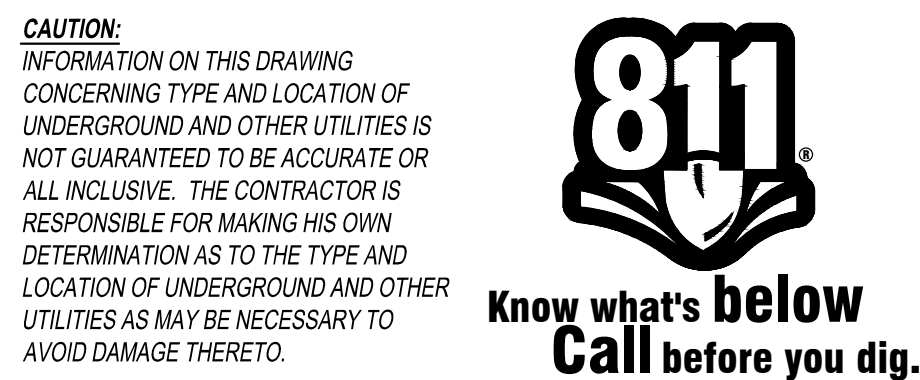 CAUTION:
INFORMATION ON THIS DRAWING
CONCERNING TYPE AND LOCATION OF
UNDERGROUND AND OTHER UTILITIES IS
NOT GUARANTEED TO BE ACCURATE OR
ALL INCLUSIVE. THE CONTRACTOR IS
RESPONSIBLE FOR MAKING HIS OWN
DETERMINATION AS TO THE TYPE AND
LOCATION OF UNDERGROUND AND OTHER
UTILITIES AS MAY BE NECESSARY TO
AVOID DAMAGE THERETO.
811®
Know what's below
Call before you dig.